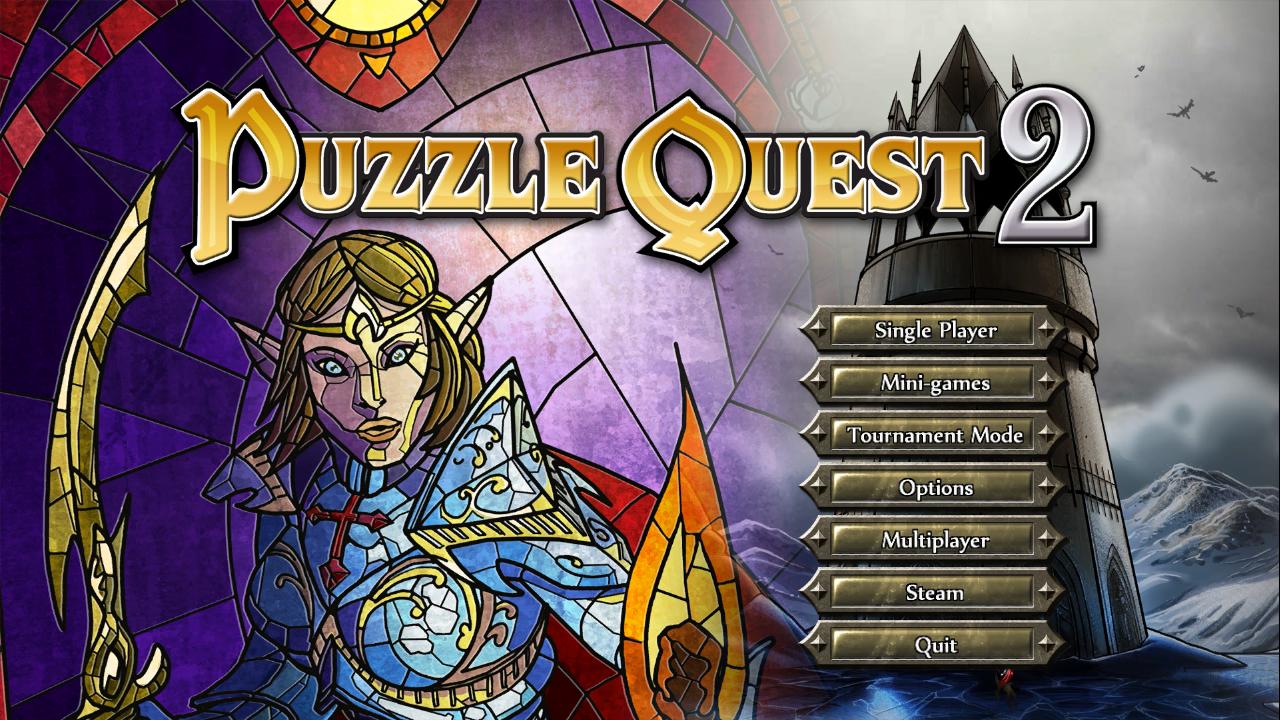 Puzzle Quest 2
Single Player
Mini-games
Tournament Mode
Options
Multiplayer
Steam
Quit